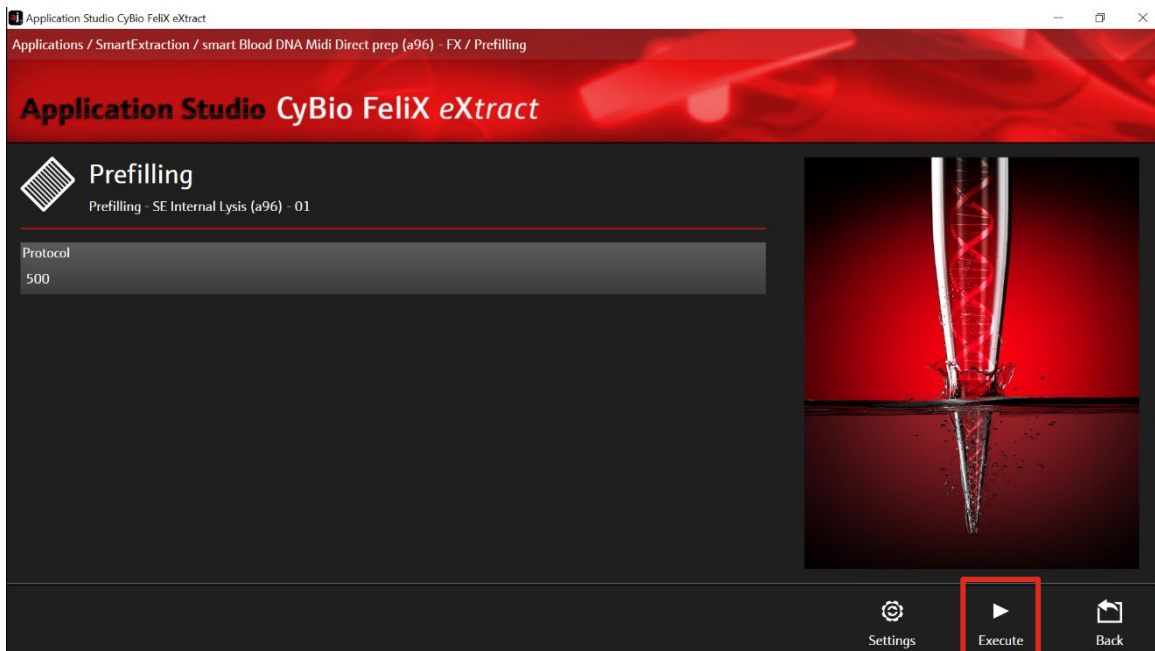 Application Studio CyBio FeliX eXtract
Applications / SmartExtraction / smart Blood DNA Midi Direct prep (a96) - FX / Prefilling
Application Studio CyBio FeliX eXtract
Prefilling
Prefilling - SE Internal Lysis (a96) - 01
Protocol
500
Settings
Execute
Back